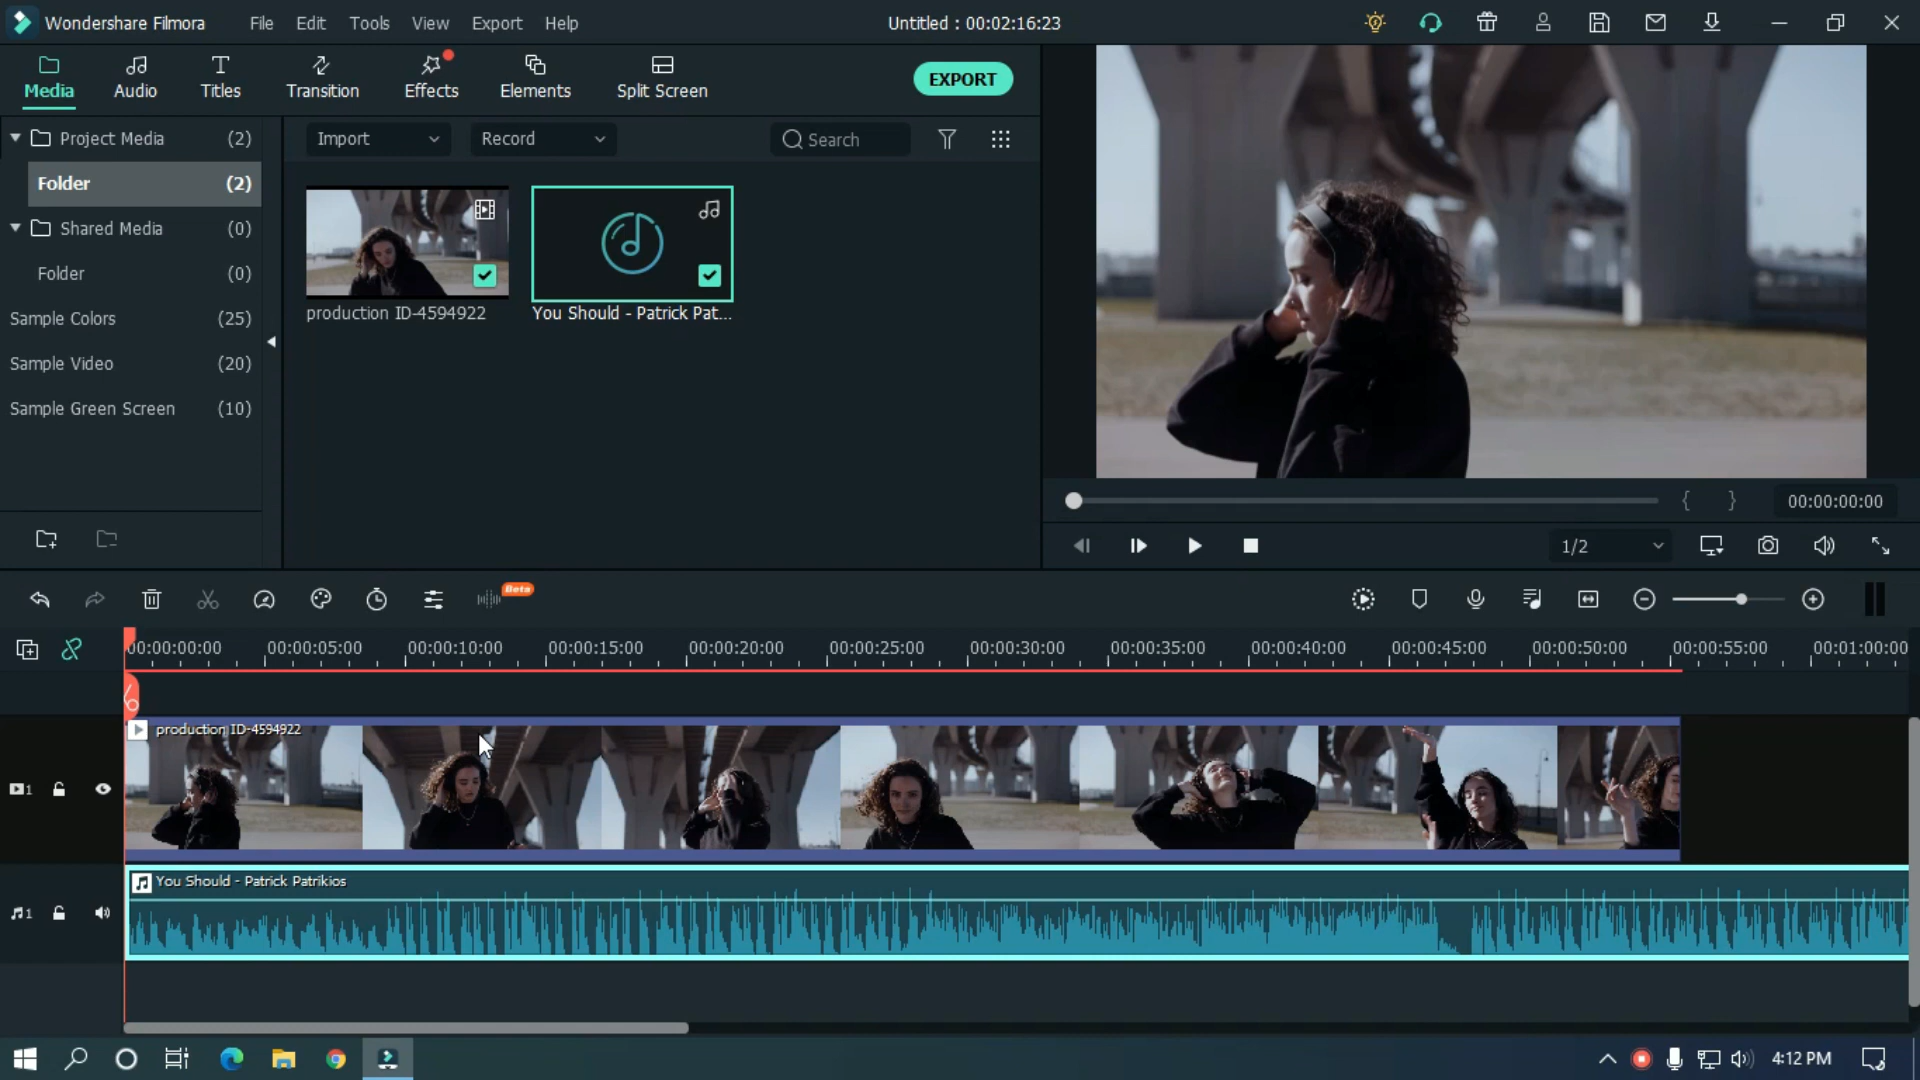 Wondershare Filmora
File Edit Tools View Export Help
Untitled : 00:02:16:23
Media
Audio
Titles
Transition
Effects
Elements
Split Screen
EXPORT
Project Media (2)
Folder (2)
Shared Media (0)
Folder (0)
Sample Colors (25)
Sample Video (20)
Sample Green Screen (10)
Import
Record
Search
production ID-4594922
You Should - Patrick Pat...
{ }
00:00:00:00
1/2
Beta
00:00:00:00 00:00:05:00 00:00:10:00 00:00:15:00 00:00:20:00 00:00:25:00 00:00:30:00 00:00:35:00 00:00:40:00 00:00:45:00 00:00:50:00 00:00:55:00 00:01:00:00
production ID-4594922
1
You Should - Patrick Patrikios
1
4:12 PM